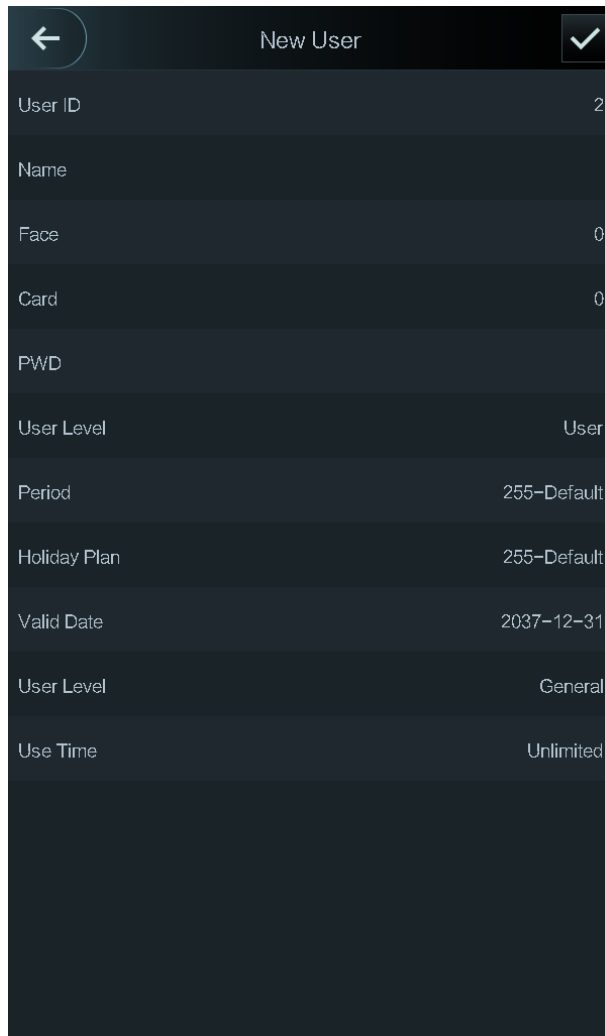 New User
User ID 2
Name
Face 0
Card 0
PWD
User Level User
Period 255-Default
Holiday Plan 255-Default
Valid Date 2037-12-31
User Level General
Use Time Unlimited